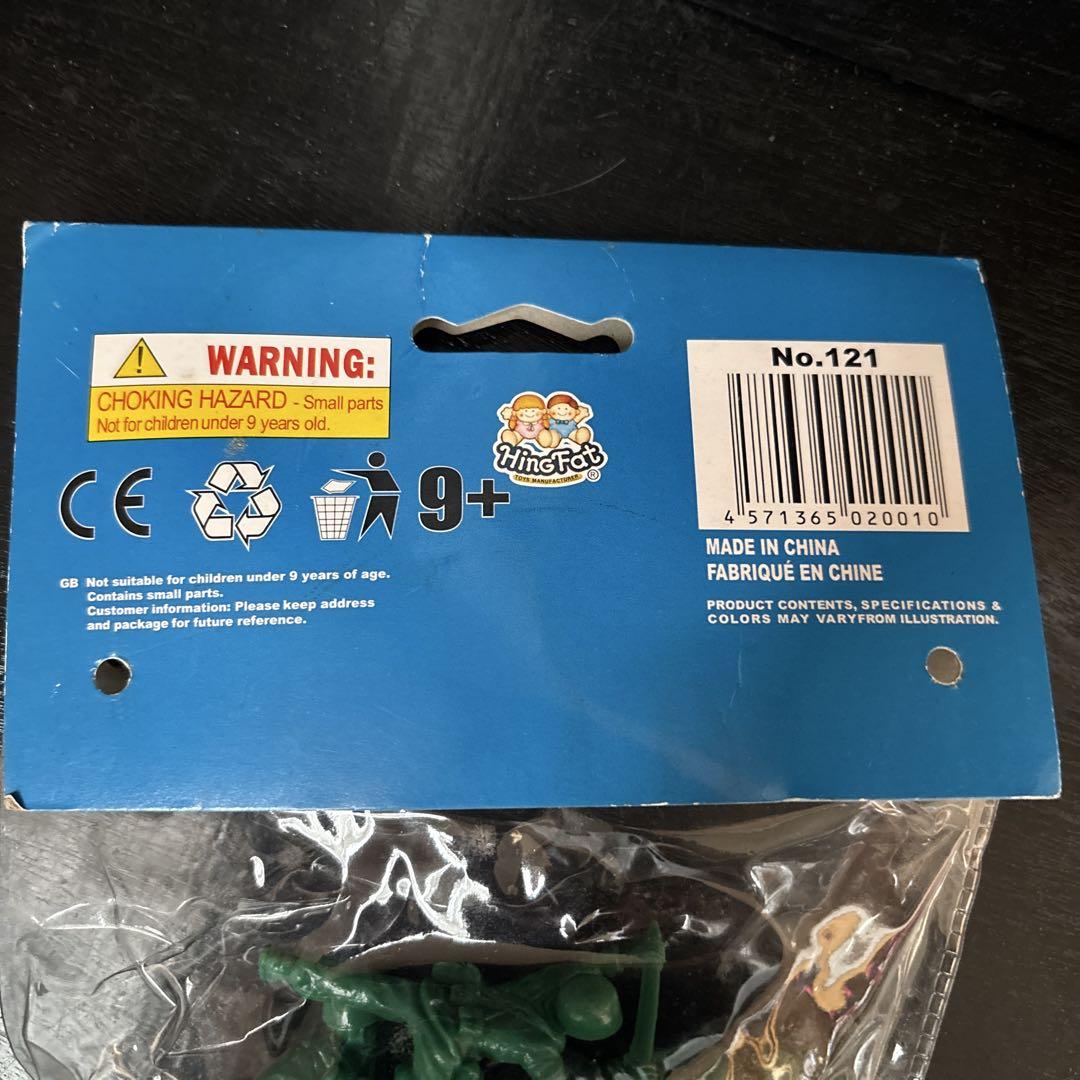 WARNING:
CHOKING HAZARD - Small parts
Not for children under 9 years old.
CE
9+
GB Not suitable for children under 9 years of age.
Contains small parts.
Customer information: Please keep address
and package for future reference.
HingFat®
TOYS MANUFACTURER
No.121
4 571365 020010
MADE IN CHINA
FABRIQUÉ EN CHINE
PRODUCT CONTENTS, SPECIFICATIONS &
COLORS MAY VARYFROM ILLUSTRATION.